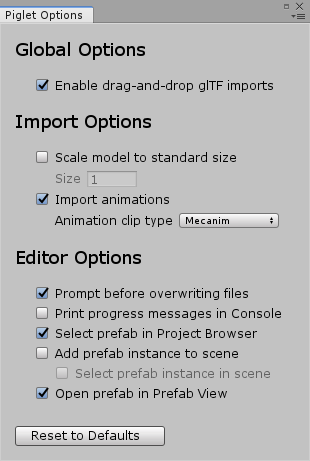 Piglet Options
Global Options
Enable drag-and-drop glTF imports
Import Options
Scale model to standard size
Size 1
Import animations
Animation clip type Mecanim
Editor Options
Prompt before overwriting files
Print progress messages in Console
Select prefab in Project Browser
Add prefab instance to scene
Select prefab instance in scene
Open prefab in Prefab View
Reset to Defaults